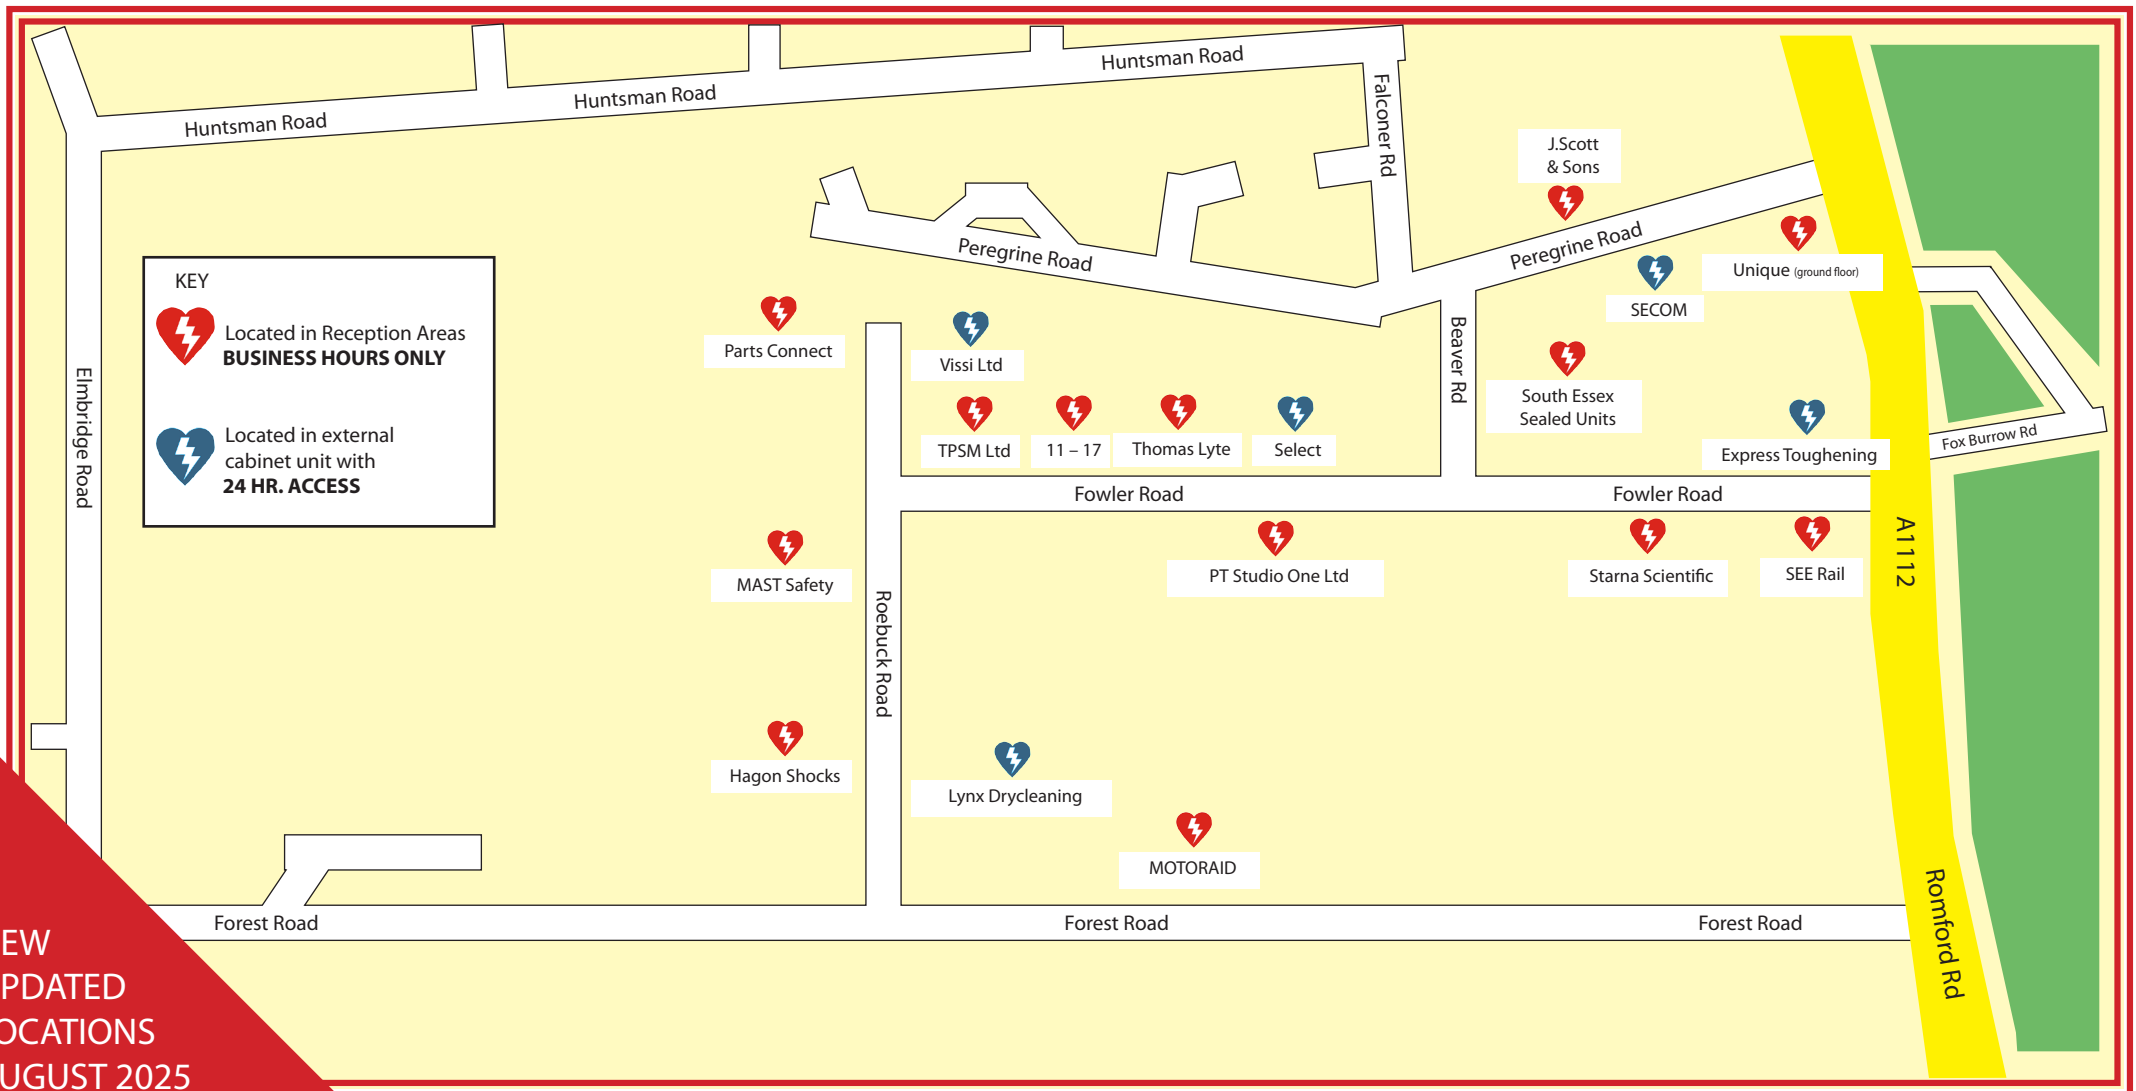 Huntsman Road
Huntsman Road
Huntsman Road
Falconer Rd
J.Scott
& Sons
Peregrine Road
Peregrine Road
Unique (ground floor)
SECOM
KEY
Located in Reception Areas
BUSINESS HOURS ONLY
Located in external
cabinet unit with
24 HR. ACCESS
Elmbridge Road
Parts Connect
Vissi Ltd
Beaver Rd
South Essex
Sealed Units
TPSM Ltd
11 – 17
Thomas Lyte
Select
Express Toughening
Fox Burrow Rd
Fowler Road
Fowler Road
A1112
MAST Safety
PT Studio One Ltd
Starna Scientific
SEE Rail
Roebuck Road
Hagon Shocks
Lynx Drycleaning
MOTORAID
Forest Road
Forest Road
Forest Road
Romford Rd
EW
PDATED
OCATIONS
UGUST 2025